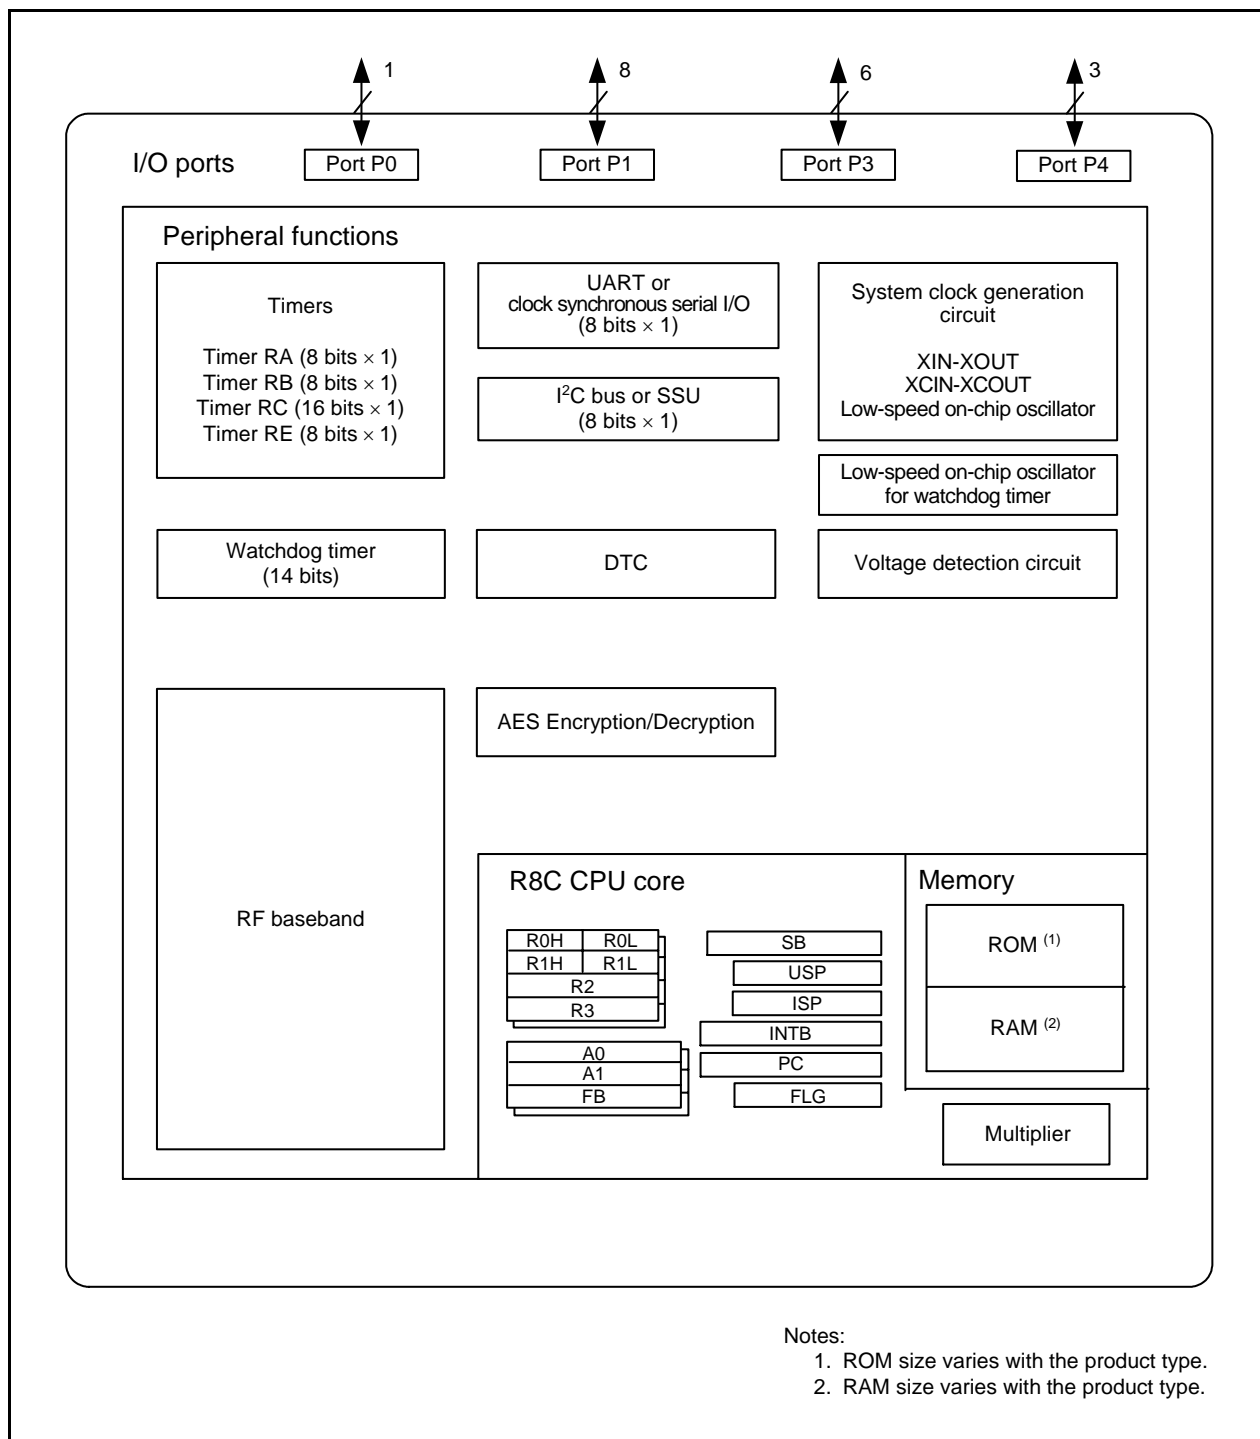 1
8
6
3
I/O ports
Port P0
Port P1
Port P3
Port P4
Peripheral functions
Timers
Timer RA (8 bits × 1)
Timer RB (8 bits × 1)
Timer RC (16 bits × 1)
Timer RE (8 bits × 1)
UART or
clock synchronous serial I/O
(8 bits × 1)
I²C bus or SSU
(8 bits × 1)
System clock generation
circuit
XIN-XOUT
XCIN-XCOUT
Low-speed on-chip oscillator
Low-speed on-chip oscillator
for watchdog timer
Watchdog timer
(14 bits)
DTC
Voltage detection circuit
RF baseband
AES Encryption/Decryption
R8C CPU core
R0H
R0L
R1H
R1L
R2
R3
A0
A1
FB
SB
USP
ISP
INTB
PC
FLG
Memory
ROM (1)
RAM (2)
Multiplier
Notes:
1. ROM size varies with the product type.
2. RAM size varies with the product type.